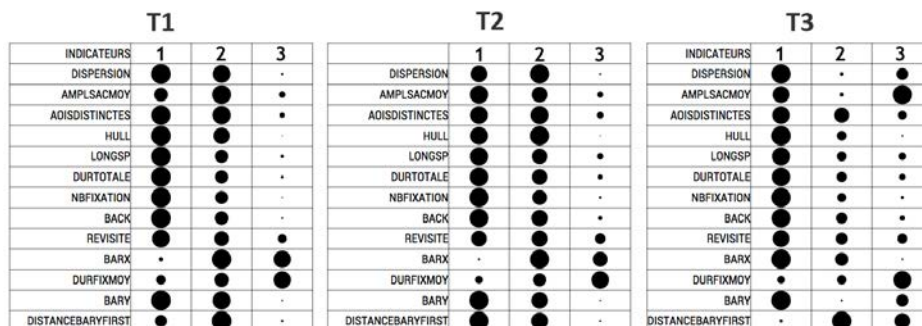 T1
INDICATEURS 1 2 3
DISPERSION
AMPLSACMOY
AOISDISTINCTES
HULL
LONGSP
DURTOTALE
NBFIXATION
BACK
REVISITE
BARX
DURFIXMOY
BARY
DISTANCEBARYFIRST
T2
1 2 3
DISPERSION
AMPLSACMOY
AOISDISTINCTES
HULL
LONGSP
DURTOTALE
NBFIXATION
BACK
REVISITE
BARX
DURFIXMOY
BARY
DISTANCEBARYFIRST
T3
INDICATEURS 1 2 3
DISPERSION
AMPLSACMOY
AOISDISTINCTES
HULL
LONGSP
DURTOTALE
NBFIXATION
BACK
REVISITE
BARX
DURFIXMOY
BARY
DISTANCEBARYFIRST